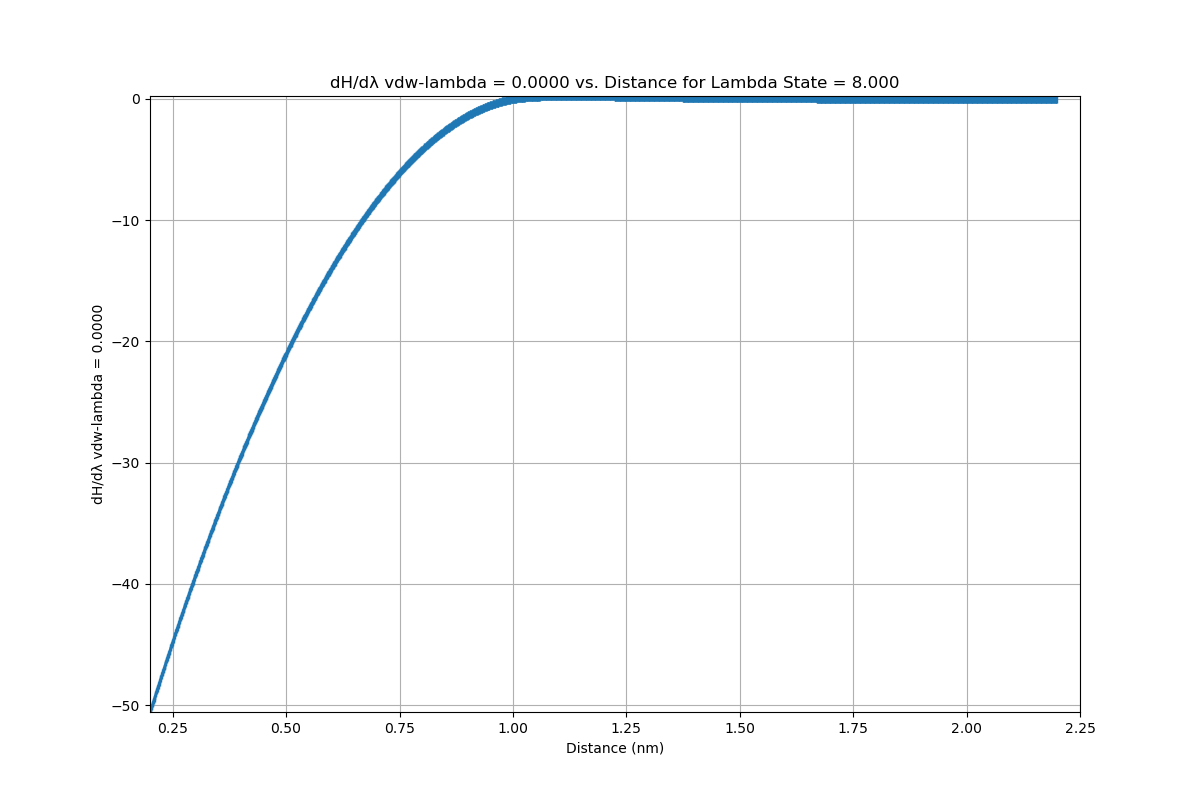 dH/dλ vdw-lambda = 0.0000 vs. Distance for Lambda State = 8.000
dH/dλ vdw-lambda = 0.0000
0
−10
−20
−30
−40
−50
0.25 0.50 0.75 1.00 1.25 1.50 1.75 2.00 2.25
Distance (nm)